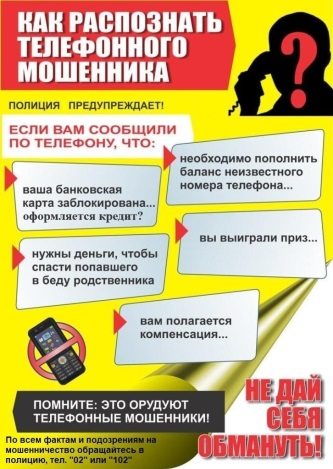 КАК РАСПОЗНАТЬ
ТЕЛЕФОННОГО
МОШЕННИКА
?
ПОЛИЦИЯ ПРЕДУПРЕЖДАЕТ!
ЕСЛИ ВАМ СООБЩИЛИ
ПО ТЕЛЕФОНУ, ЧТО:
необходимо пополнить
баланс неизвестного
номера телефона...
ваша банковская
карта заблокирована...
оформляется кредит?
вы выиграли приз...
нужны деньги, чтобы
спасти попавшего
в беду родственника
вам полагается
компенсация...
ПОМНИТЕ: ЭТО ОРУДУЮТ
ТЕЛЕФОННЫЕ МОШЕННИКИ!
НЕ ДАЙ
СЕБЯ
ОБМАНУТЬ!
По всем фактам и подозрениям на
мошенничество обращайтесь в
полицию, тел. "02" или "102"